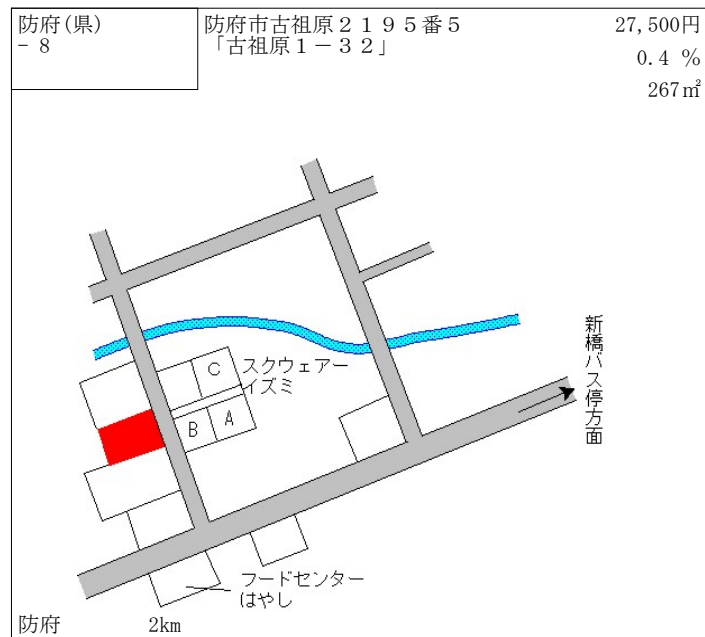 防府(県)
- 8
防府市古祖原２１９５番５
「古祖原１－３２」
27,500円
0.4 %
267㎡
新橋バス停方面
C
スクウェアー
イズミ
B
A
フードセンター
はやし
防府 2km